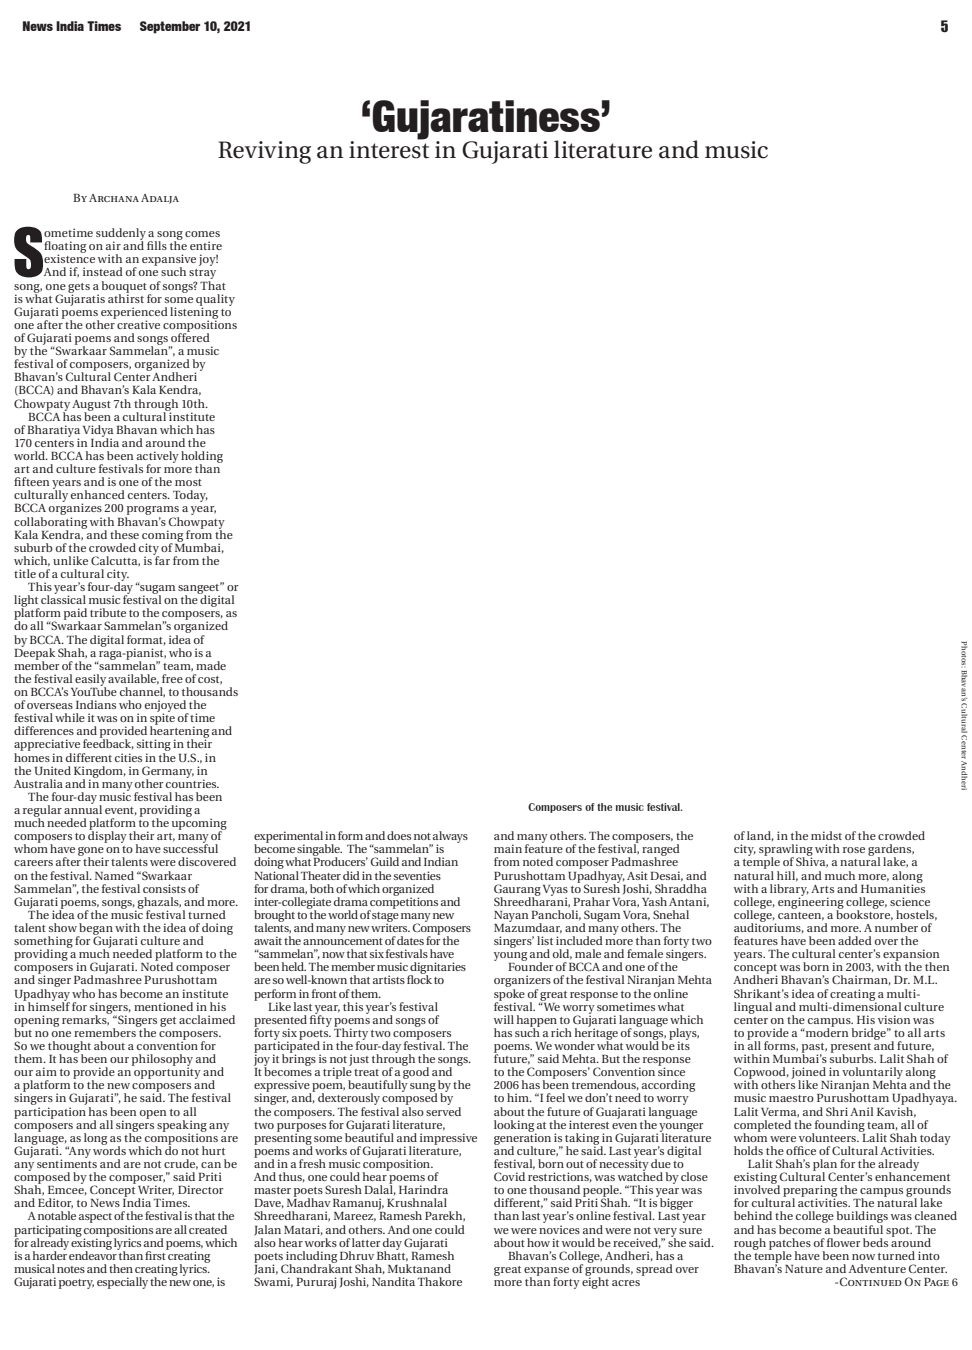 News India Times September 10, 2021
5
‘Gujaratiness’
Reviving an interest in Gujarati literature and music
By Archana Adalja
Sometime suddenly a song comes
floating on air and fills the entire
existence with an expansive joy!
And if, instead of one such stray
song, one gets a bouquet of songs? That
is what Gujaratis athirst for some quality
Gujarati poems experienced listening to
one after the other creative compositions
of Gujarati poems and songs offered
by the “Swarkaar Sammelan”, a music
festival of composers, organized by
Bhavan’s Cultural Center Andheri
(BCCA) and Bhavan’s Kala Kendra,
Chowpaty August 7th through 10th.
BCCA has been a cultural institute
of Bharatiya Vidya Bhavan which has
170 centers in India and around the
world. BCCA has been actively holding
art and culture festivals for more than
fifteen years and is one of the most
culturally enhanced centers. Today,
BCCA organizes 200 programs a year,
collaborating with Bhavan’s Chowpaty
Kala Kendra, and these coming from the
suburb of the crowded city of Mumbai,
which, unlike Calcutta, is far from the
title of a cultural city.
This year’s four-day “sugam sangeet” or
light classical music festival on the digital
platform paid tribute to the composers, as
do all “Swarkaar Sammelan”s organized
by BCCA. The digital format, idea of
Deepak Shah, a raga-pianist, who is a
member of the “sammelan” team, made
the festival easily available, free of cost,
on BCCA’s YouTube channel, to thousands
of overseas Indians who enjoyed the
festival while it was on in spite of time
differences and provided heartening and
appreciative feedback, sitting in their
homes in different cities in the U.S., in
the United Kingdom, in Germany, in
Australia and in many other countries.
The four-day music festival has been
a regular annual event, providing a
much needed platform to the upcoming
composers to display their art, many of
whom have gone on to have successful
careers after their talents were discovered
on the festival. Named “Swarkaar
Sammelan”, the festival consists of
Gujarati poems, songs, ghazals, and more.
The idea of the music festival turned
talent show began with the idea of doing
something for Gujarati culture and
providing a much needed platform to the
composers in Gujarati. Noted composer
and singer Padmashree Purushottam
Upadhyay who has become an institute
in himself for singers, mentioned in his
opening remarks, “Singers get acclaimed
but no one remembers the composers.
So we thought about a convention for
them. It has been our philosophy and
our aim to provide an opportunity and
a platform to the new composers and
singers in Gujarati”, he said. The festival
participation has been open to all
composers and all singers speaking any
language, as long as the compositions are
Gujarati. “Any words which do not hurt
any sentiments and are not crude, can be
composed by the composer,” said Priti
Shah, Emcee, Concept Writer, Director
and Editor, to News India Times.
A notable aspect of the festival is that the
participating compositions are all created
for already existing lyrics and poems, which
is a harder endeavor than first creating
musical notes and then creating lyrics.
Gujarati poetry, especially the new one, is
Photos: Bhavan’s Cultural Center Andheri
Composers of the music festival.
experimental in form and does not always
become singable. The “sammelan” is
doing what Producers’ Guild and Indian
National Theater did in the seventies
for drama, both of which organized
inter-collegiate drama competitions and
brought to the world of stage many new
talents, and many new writers. Composers
await the announcement of dates for the
“sammelan”, now that six festivals have
been held. The member music dignitaries
are so well-known that artists flock to
perform in front of them.
Like last year, this year’s festival
presented fifty poems and songs of
forty six poets. Thirty two composers
participated in the four-day festival. The
joy it brings is not just through the songs.
It becomes a triple treat of a good and
expressive poem, beautifully sung by the
singer, and, dexterously composed by
the composers. The festival also served
two purposes for Gujarati literature,
presenting some beautiful and impressive
poems and works of Gujarati literature,
and in a fresh music composition.
And thus, one could hear poems of
master poets Suresh Dalal, Harindra
Dave, Madhav Ramanuj, Krushnalal
Shreedharani, Mareez, Ramesh Parekh,
Jalan Matari, and others. And one could
also hear works of latter day Gujarati
poets including Dhruv Bhatt, Ramesh
Jani, Chandrakant Shah, Muktanand
Swami, Pururaj Joshi, Nandita Thakore
and many others. The composers, the
main feature of the festival, ranged
from noted composer Padmashree
Purushottam Upadhyay, Asit Desai, and
Gaurang Vyas to Suresh Joshi, Shraddha
Shreedharani, Prahar Vora, Yash Antani,
Nayan Pancholi, Sugam Vora, Snehal
Mazumdaar, and many others. The
singers’ list included more than forty two
young and old, male and female singers.
Founder of BCCA and one of the
organizers of the festival Niranjan Mehta
spoke of great response to the online
festival. “We worry sometimes what
will happen to Gujarati language which
has such a rich heritage of songs, plays,
poems. We wonder what would be its
future,” said Mehta. But the response
to the Composers’ Convention since
2006 has been tremendous, according
to him. “I feel we don’t need to worry
about the future of Guajarati language
looking at the interest even the younger
generation is taking in Gujarati literature
and culture,” he said. Last year’s digital
festival, born out of necessity due to
Covid restrictions, was watched by close
to one thousand people. “This year was
different,” said Priti Shah. “It is bigger
than last year’s online festival. Last year
we were novices and were not very sure
about how it would be received,” she said.
Bhavan’s College, Andheri, has a
great expanse of grounds, spread over
more than forty eight acres
of land, in the midst of the crowded
city, sprawling with rose gardens,
a temple of Shiva, a natural lake, a
natural hill, and much more, along
with a library, Arts and Humanities
college, engineering college, science
college, canteen, a bookstore, hostels,
auditoriums, and more. A number of
features have been added over the
years. The cultural center’s expansion
concept was born in 2003, with the then
Andheri Bhavan’s Chairman, Dr. M.L.
Shrikant’s idea of creating a multi-
lingual and multi-dimensional culture
center on the campus. His vision was
to provide a “modern bridge” to all arts
in all forms, past, present and future,
within Mumbai’s suburbs. Lalit Shah of
Copwood, joined in voluntarily along
with others like Niranjan Mehta and the
music maestro Purushottam Upadhyaya.
Lalit Verma, and Shri Anil Kavish,
completed the founding team, all of
whom were volunteers. Lalit Shah today
holds the office of Cultural Activities.
Lalit Shah’s plan for the already
existing Cultural Center’s enhancement
involved preparing the campus grounds
for cultural activities. The natural lake
behind the college buildings was cleaned
and has become a beautiful spot. The
rough patches of flower beds around
the temple have been now turned into
Bhavan’s Nature and Adventure Center.
-Continued On Page 6